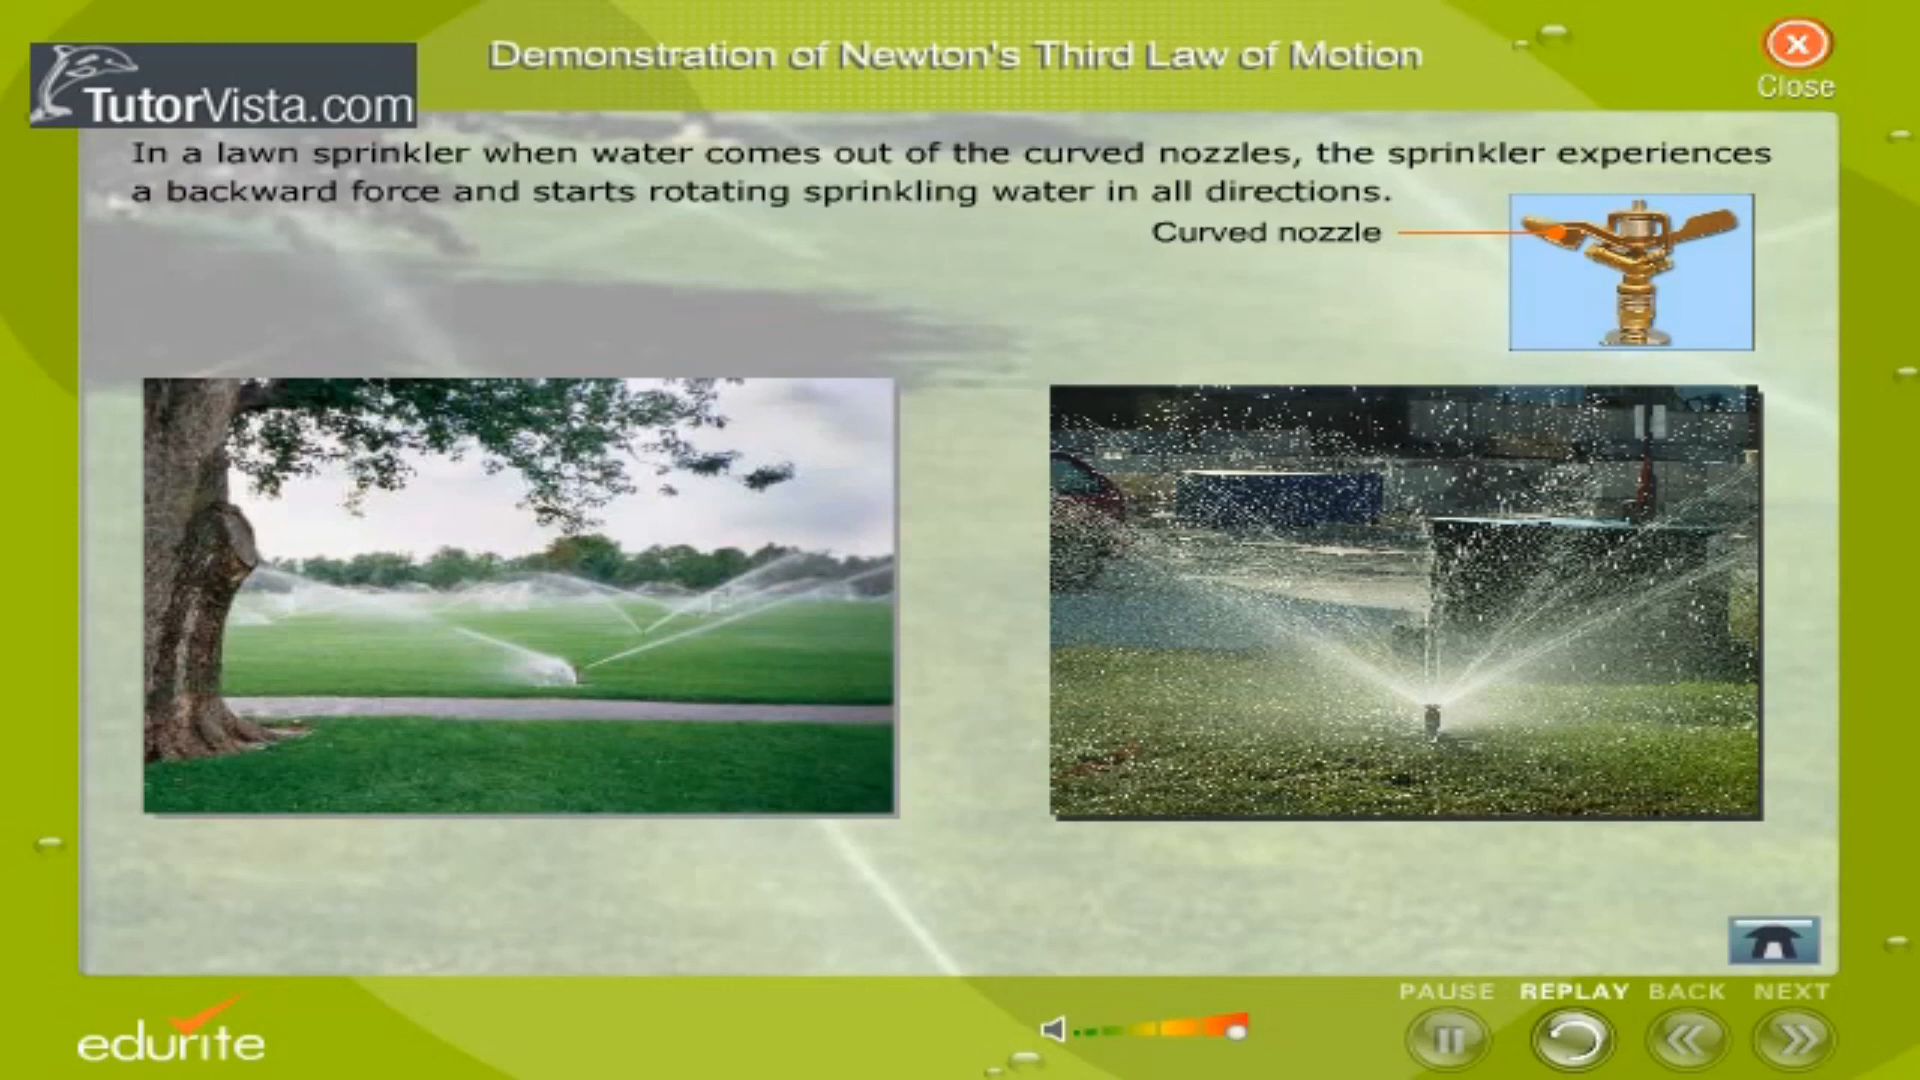 Demonstration of Newton's Third Law of Motion
Close
TutorVista.com
In a lawn sprinkler when water comes out of the curved nozzles, the sprinkler experiences
a backward force and starts rotating sprinkling water in all directions.
Curved nozzle
PAUSE REPLAY BACK NEXT
edurite